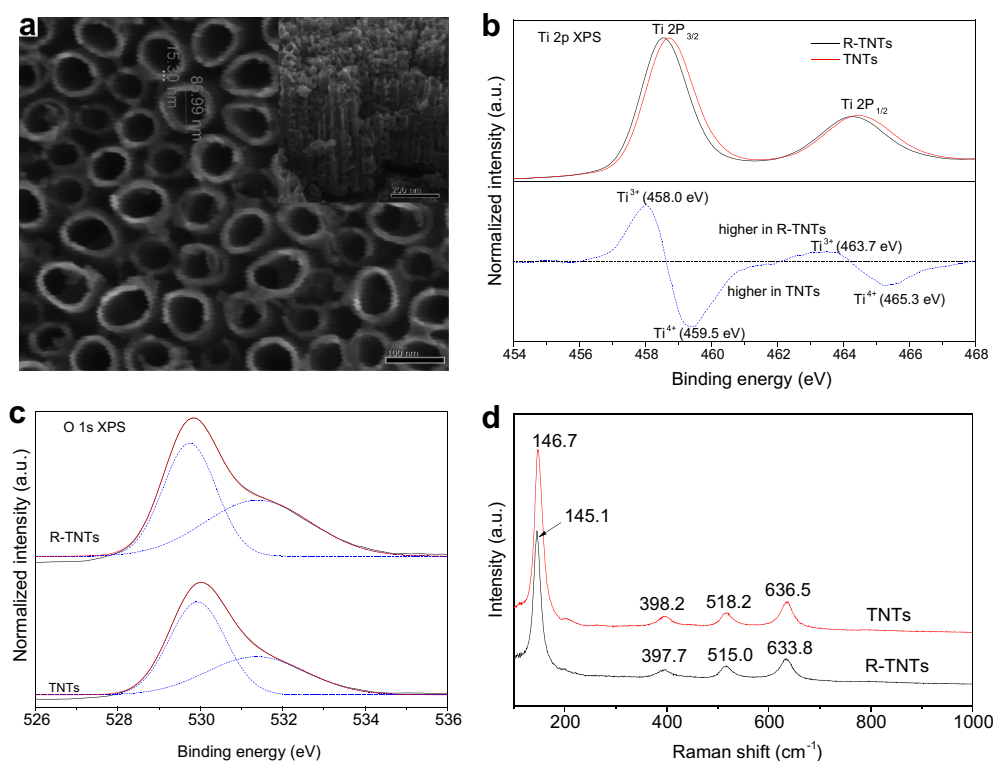 a
15.30 nm
85.99 nm
200 nm
100 nm
b
Ti 2p XPS
Ti 2P3/2
R-TNTs
TNTs
Ti 2P1/2
Ti3+ (458.0 eV)
higher in R-TNTs
Ti3+ (463.7 eV)
higher in TNTs
Ti4+ (465.3 eV)
Ti4+ (459.5 eV)
Normalized intensity (a.u.)
454 456 458 460 462 464 466 468
Binding energy (eV)
c
O 1s XPS
R-TNTs
TNTs
Normalized intensity (a.u.)
526 528 530 532 534 536
Binding energy (eV)
d
146.7
145.1
398.2 518.2 636.5
TNTs
397.7 515.0 633.8
R-TNTs
Intensity (a.u.)
200 400 600 800 1000
Raman shift (cm-1)